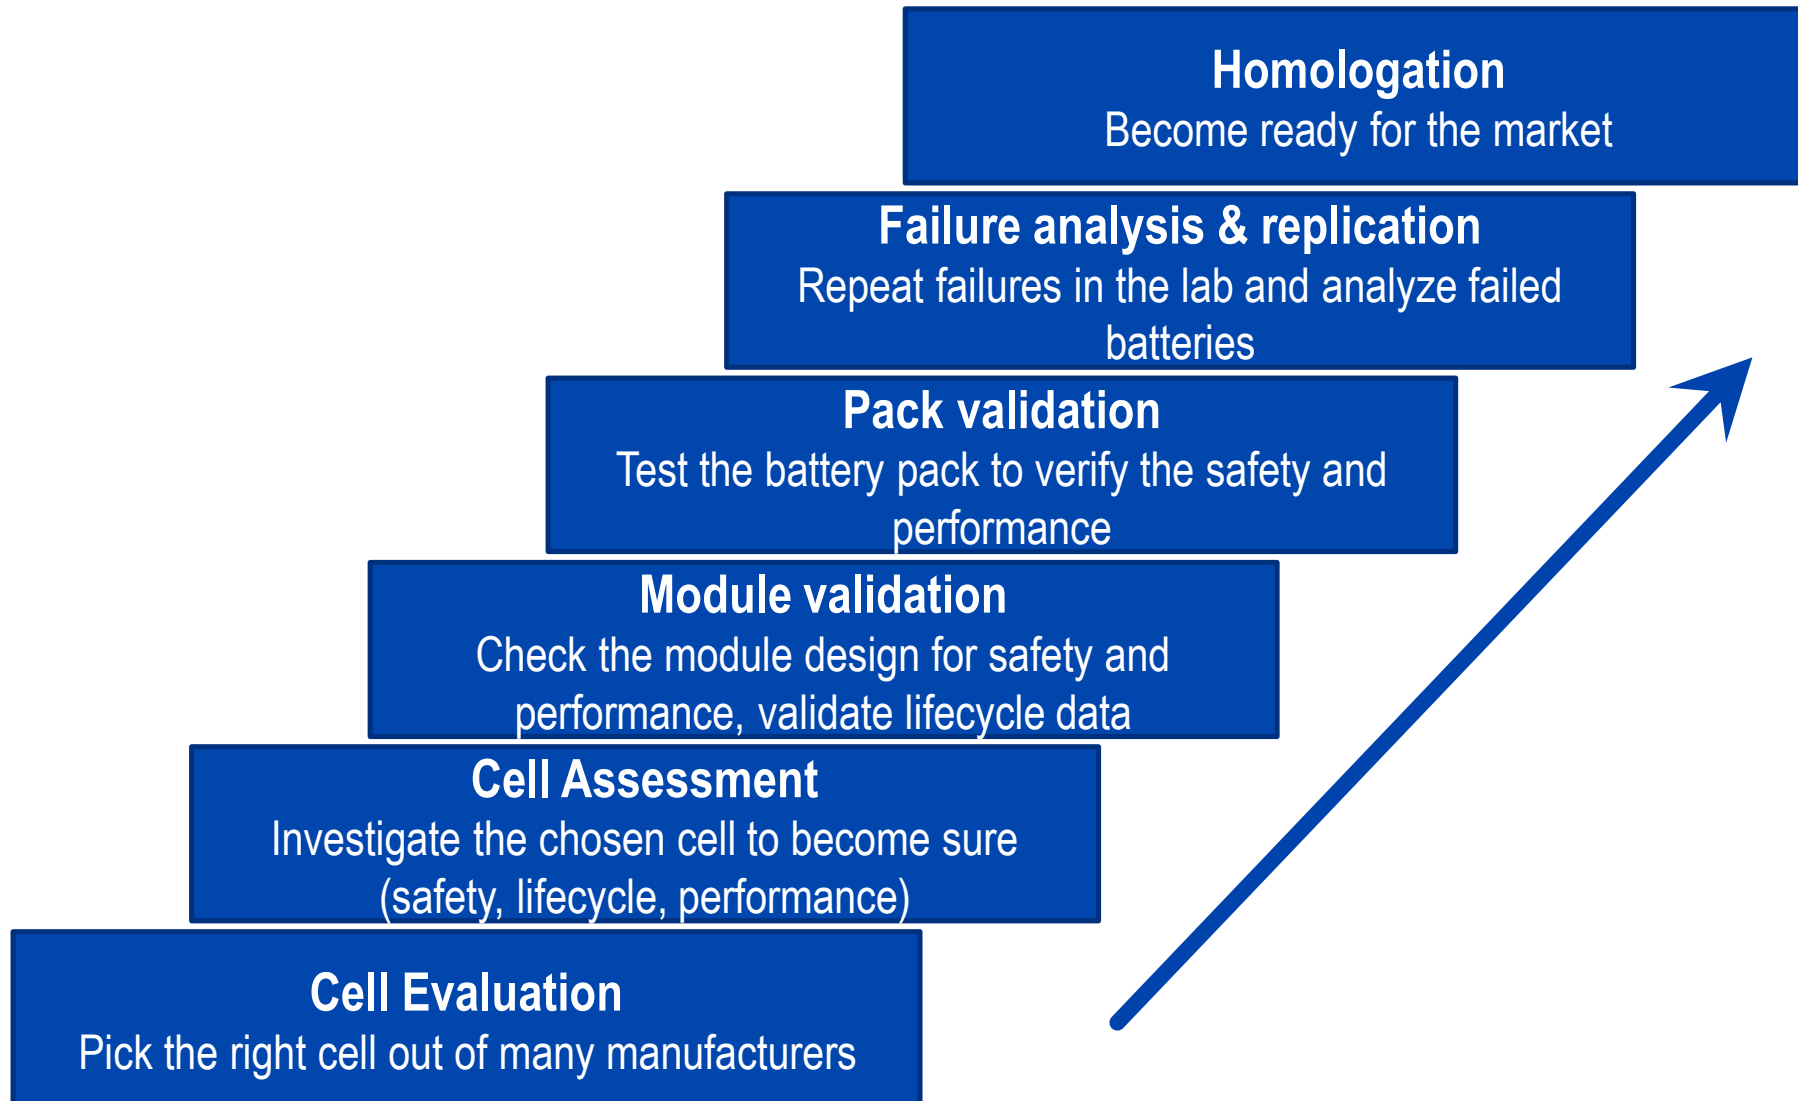 Homologation
Become ready for the market
Failure analysis & replication
Repeat failures in the lab and analyze failed
batteries
Pack validation
Test the battery pack to verify the safety and
performance
Module validation
Check the module design for safety and
performance, validate lifecycle data
Cell Assessment
Investigate the chosen cell to become sure
(safety, lifecycle, performance)
Cell Evaluation
Pick the right cell out of many manufacturers